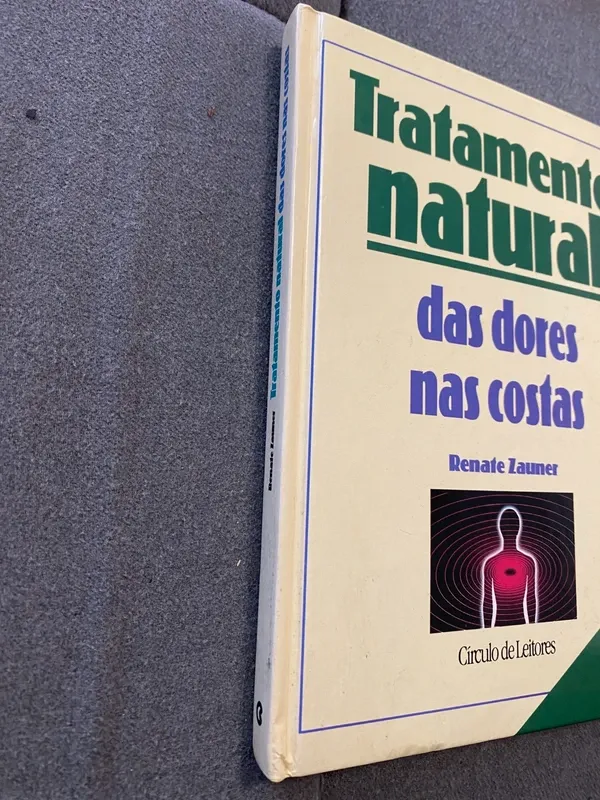 Tratamento
natural
das dores
nas costas
Renate Zauner
Círculo de Leitores
Renate Zauner Tratamento natural das dores nas costas